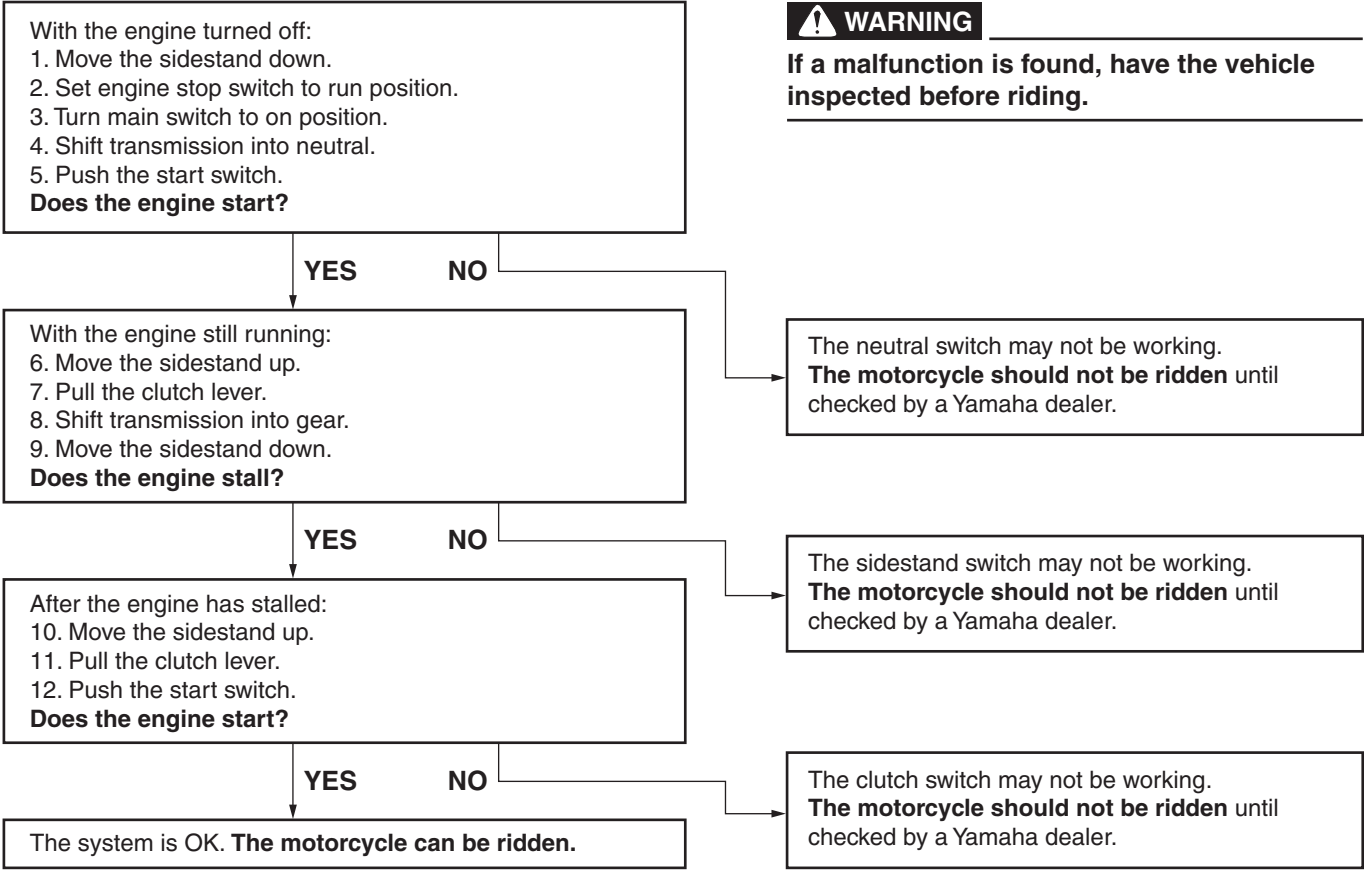 With the engine turned off:
1. Move the sidestand down.
2. Set engine stop switch to run position.
3. Turn main switch to on position.
4. Shift transmission into neutral.
5. Push the start switch.
Does the engine start?
WARNING
If a malfunction is found, have the vehicle
inspected before riding.
YES NO
The neutral switch may not be working.
The motorcycle should not be ridden until
checked by a Yamaha dealer.
With the engine still running:
6. Move the sidestand up.
7. Pull the clutch lever.
8. Shift transmission into gear.
9. Move the sidestand down.
Does the engine stall?
YES NO
The sidestand switch may not be working.
The motorcycle should not be ridden until
checked by a Yamaha dealer.
After the engine has stalled:
10. Move the sidestand up.
11. Pull the clutch lever.
12. Push the start switch.
Does the engine start?
YES NO
The clutch switch may not be working.
The motorcycle should not be ridden until
checked by a Yamaha dealer.
The system is OK. The motorcycle can be ridden.